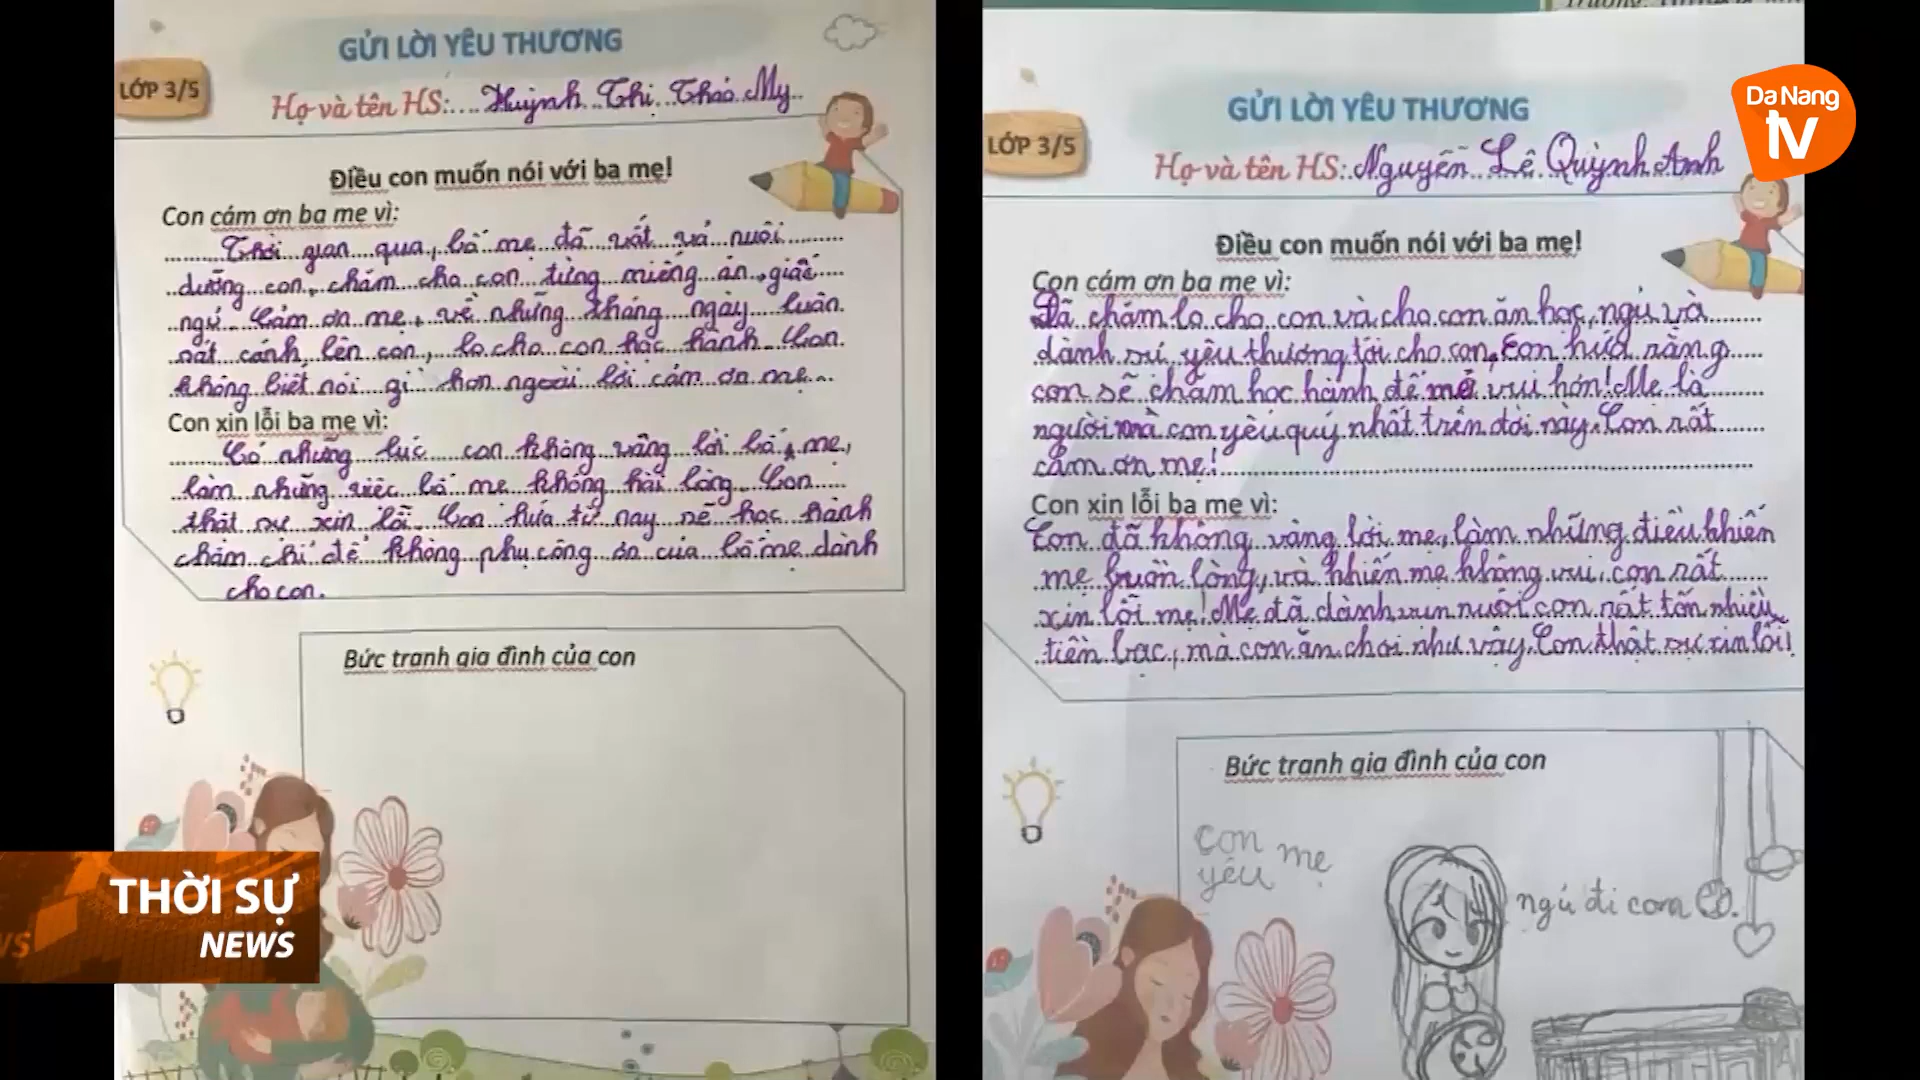 GỬI LỜI YÊU THƯƠNG
LỚP 3/5
Họ và tên HS: Huỳnh Thị Thảo My
Điều con muốn nói với ba mẹ!
Con cám ơn ba mẹ vì:
Thời gian qua, bố mẹ đã vất vả nuôi
dưỡng con, chăm cho con từng miếng ăn, giấc
ngủ. Cảm ơn mẹ, về những tháng ngày luôn
sát cánh bên con, lo cho con học hành. Con
không biết nói gì hơn ngoài lời cảm ơn mẹ.
Con xin lỗi ba mẹ vì:
Có những lúc con không vâng lời bố, mẹ,
làm những việc bố mẹ không hài lòng. Con
thật sự xin lỗi. Con hứa từ nay sẽ học hành
chăm chỉ để không phụ công ơn của bố mẹ dành
cho con.
Bức tranh gia đình của con
GỬI LỜI YÊU THƯƠNG
LỚP 3/5
Họ và tên HS: Nguyễn Lê Quỳnh Anh
Điều con muốn nói với ba mẹ!
Con cám ơn ba mẹ vì:
Đã chăm lo cho con và cho con ăn học, ngủ và
dành sự yêu thương tới cho con. Con hứa rằng
con sẽ chăm học hành để mẹ vui hơn! Mẹ là
người mà con yêu quý nhất trên đời này. Con rất
cảm ơn mẹ!
Con xin lỗi ba mẹ vì:
Con đã không vâng lời mẹ, làm những điều khiến
mẹ buồn lòng, và khiến mẹ không vui, con rất
xin lỗi mẹ! Mẹ đã dành nuôi con rất tốn nhiều
tiền bạc, mà con ăn chơi như vậy. Con thật sự xin lỗi!
Bức tranh gia đình của con
Con yêu mẹ
ngủ đi con
Da Nang
tv
THỜI SỰ
NEWS